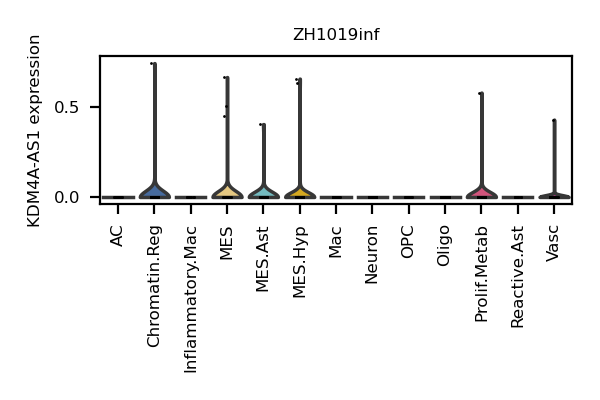 ZH1019inf
KDM4A-AS1 expression
0.5
0.0
AC
Chromatin.Reg
Inflammatory.Mac
MES
MES.Ast
MES.Hyp
Mac
Neuron
OPC
Oligo
Prolif.Metab
Reactive.Ast
Vasc